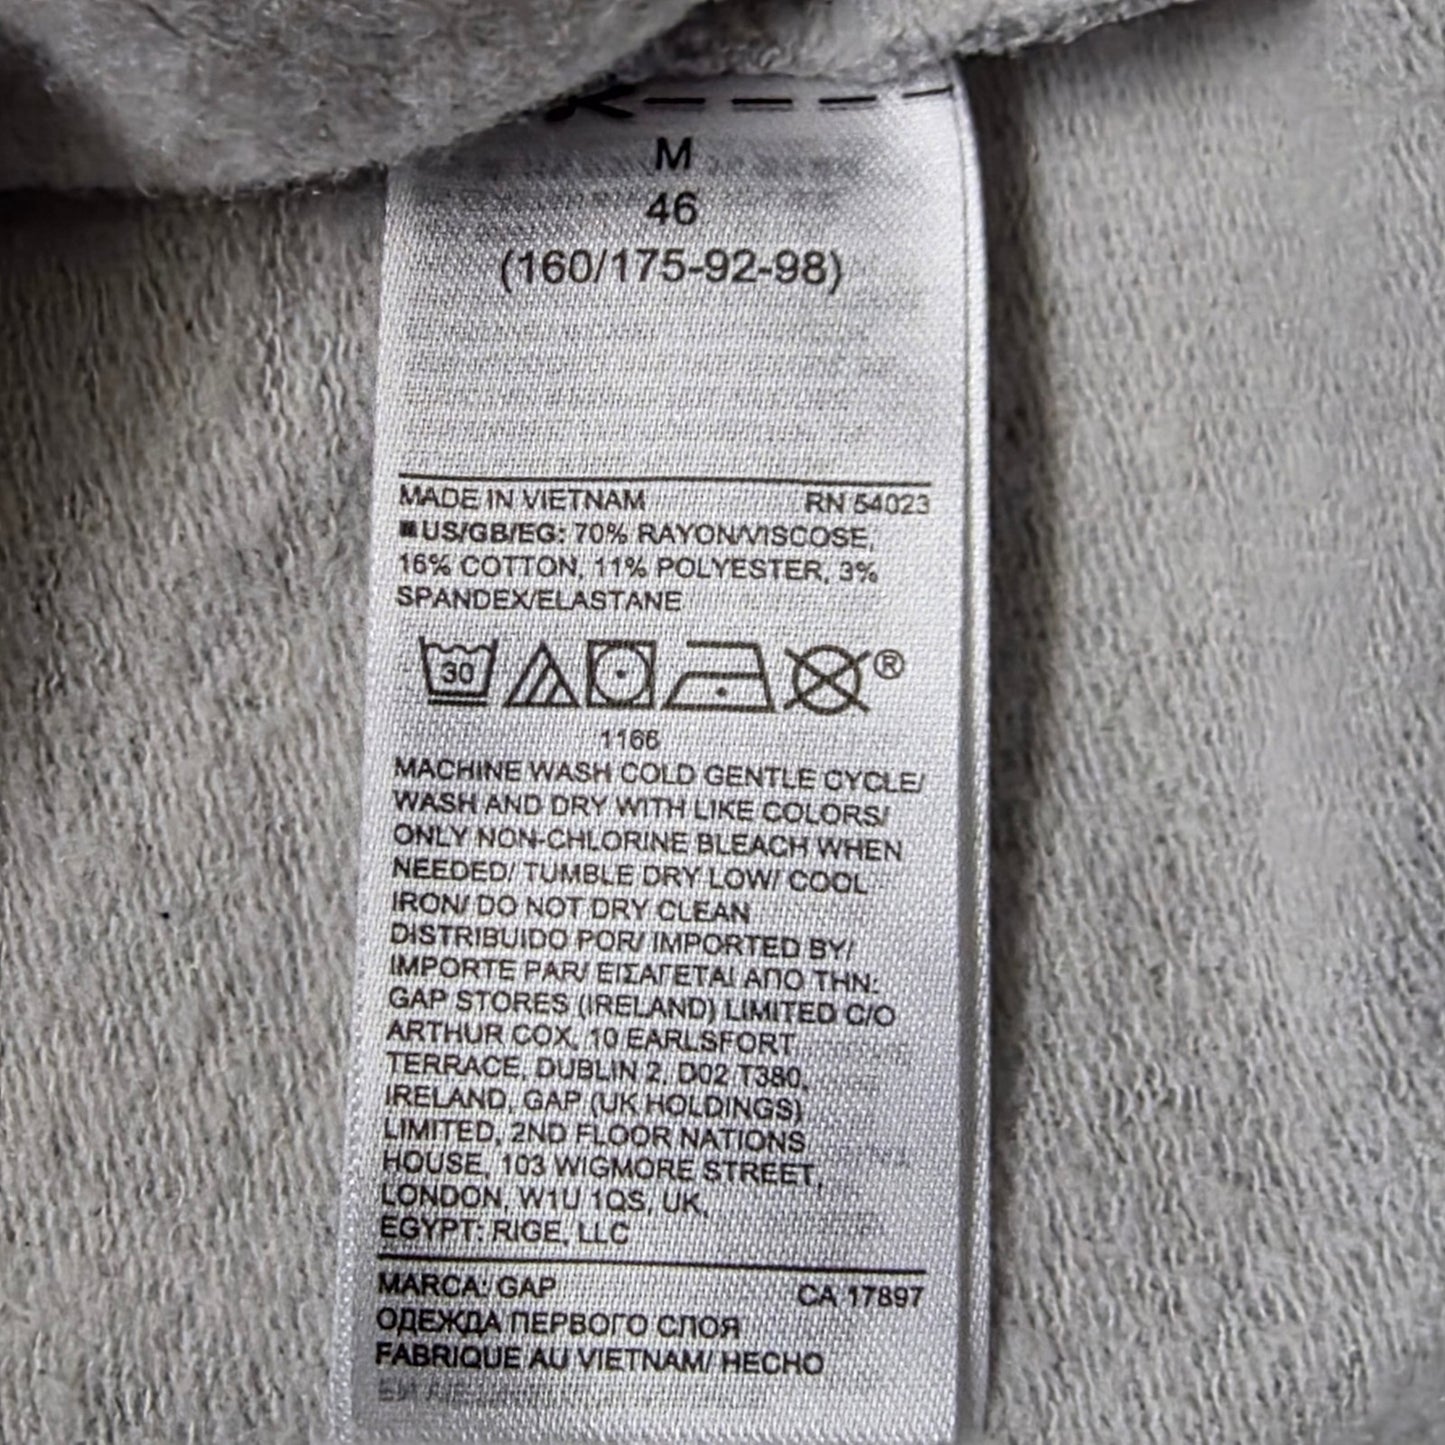 M
46
(160/175-92-98)
MADE IN VIETNAM RN 54023
US/GB/EG: 70% RAYON/VISCOSE,
16% COTTON, 11% POLYESTER, 3%
SPANDEX/ELASTANE
30 ®
1166
MACHINE WASH COLD GENTLE CYCLE/
WASH AND DRY WITH LIKE COLORS/
ONLY NON-CHLORINE BLEACH WHEN
NEEDED/ TUMBLE DRY LOW/ COOL
IRON/ DO NOT DRY CLEAN
DISTRIBUIDO POR/ IMPORTED BY/
IMPORTE PAR/ ΕΙΣΑΓΕΤΑΙ ΑΠΟ ΤΗΝ:
GAP STORES (IRELAND) LIMITED C/O
ARTHUR COX, 10 EARLSFORT
TERRACE, DUBLIN 2, D02 T380,
IRELAND, GAP (UK HOLDINGS)
LIMITED, 2ND FLOOR NATIONS
HOUSE, 103 WIGMORE STREET,
LONDON, W1U 1QS, UK,
EGYPT: RIGE, LLC
MARCA: GAP CA 17897
ОДЕЖДА ПЕРВОГО СЛОЯ
FABRIQUE AU VIETNAM/ HECHO